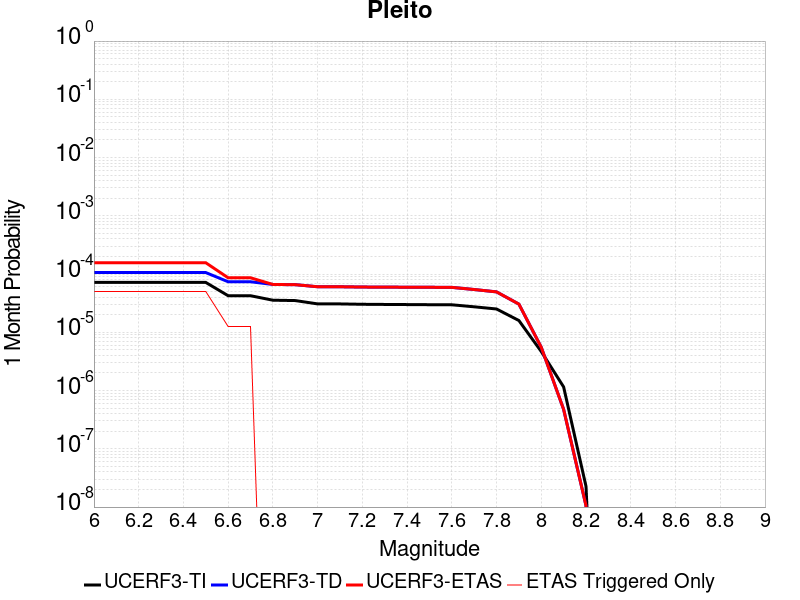 Pleito
10^0
10^-1
10^-2
10^-3
10^-4
10^-5
10^-6
10^-7
10^-8
1 Month Probability
6 6.2 6.4 6.6 6.8 7 7.2 7.4 7.6 7.8 8 8.2 8.4 8.6 8.8 9
Magnitude
UCERF3-TI UCERF3-TD UCERF3-ETAS ETAS Triggered Only